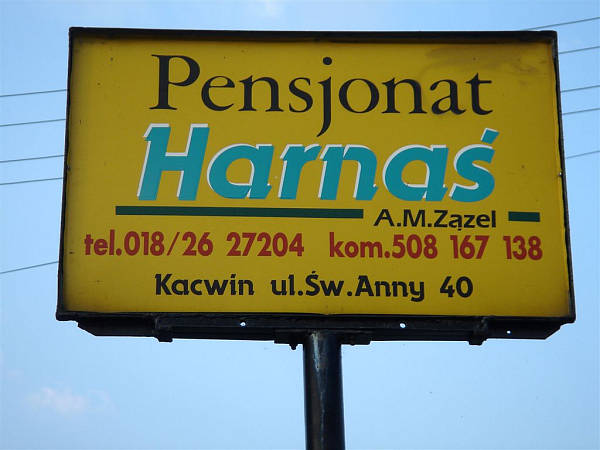 Pensjonat
Harnaś
A.M.Zązel
tel.018/26 27204 kom.508 167 138
Kacwin ul.Św.Anny 40